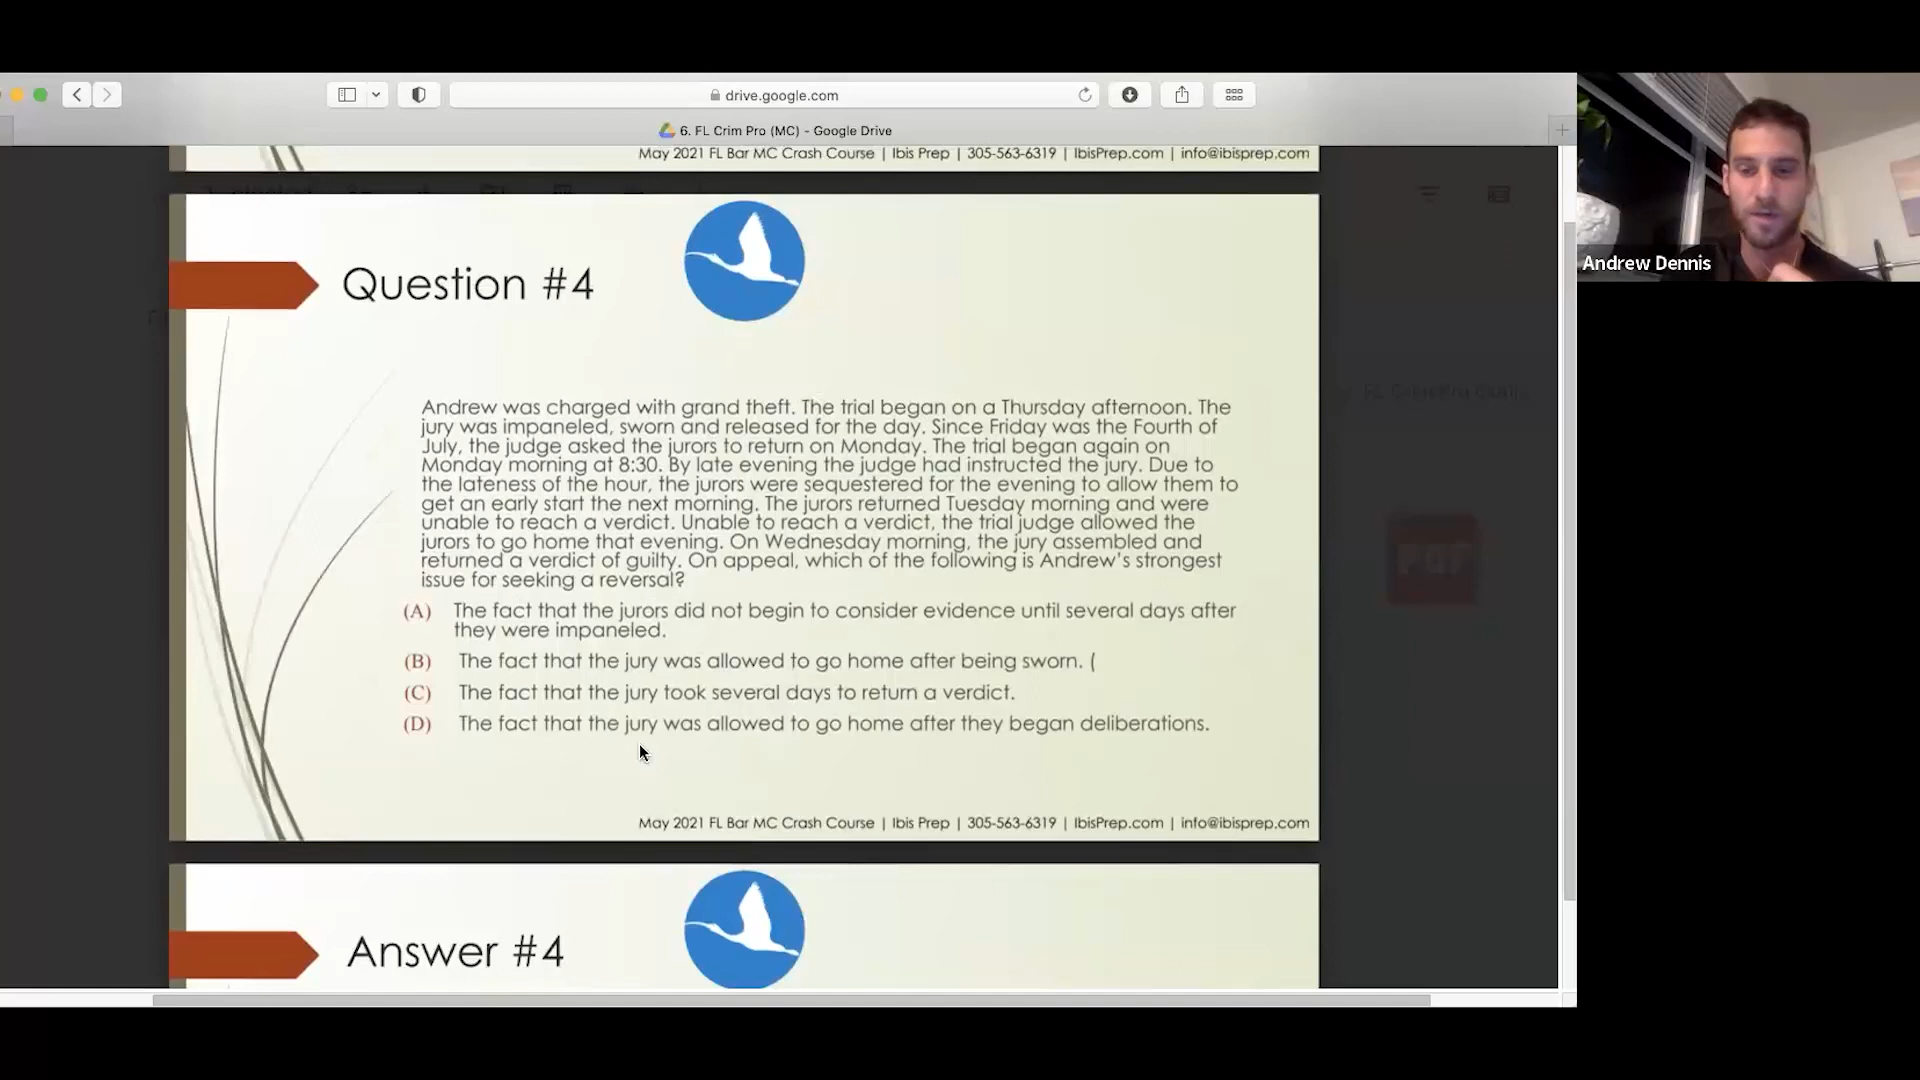 drive.google.com
6. FL Crim Pro (MC) - Google Drive
May 2021 FL Bar MC Crash Course | Ibis Prep | 305-563-6319 | IbisPrep.com | info@ibisprep.com
Andrew Dennis
Question #4
Andrew was charged with grand theft. The trial began on a Thursday afternoon. The
jury was impaneled, sworn and released for the day. Since Friday was the Fourth of
July, the judge asked the jurors to return on Monday. The trial began again on
Monday morning at 8:30. By late evening the judge had instructed the jury. Due to
the lateness of the hour, the jurors were sequestered for the evening to allow them to
get an early start the next morning. The jurors returned Tuesday morning and were
unable to reach a verdict. Unable to reach a verdict, the trial judge allowed the
jurors to go home that evening. On Wednesday morning, the jury assembled and
returned a verdict of guilty. On appeal, which of the following is Andrew's strongest
issue for seeking a reversal?
(A) The fact that the jurors did not begin to consider evidence until several days after
they were impaneled.
(B) The fact that the jury was allowed to go home after being sworn. (
(C) The fact that the jury took several days to return a verdict.
(D) The fact that the jury was allowed to go home after they began deliberations.
PDF
May 2021 FL Bar MC Crash Course | Ibis Prep | 305-563-6319 | IbisPrep.com | info@ibisprep.com
Answer #4